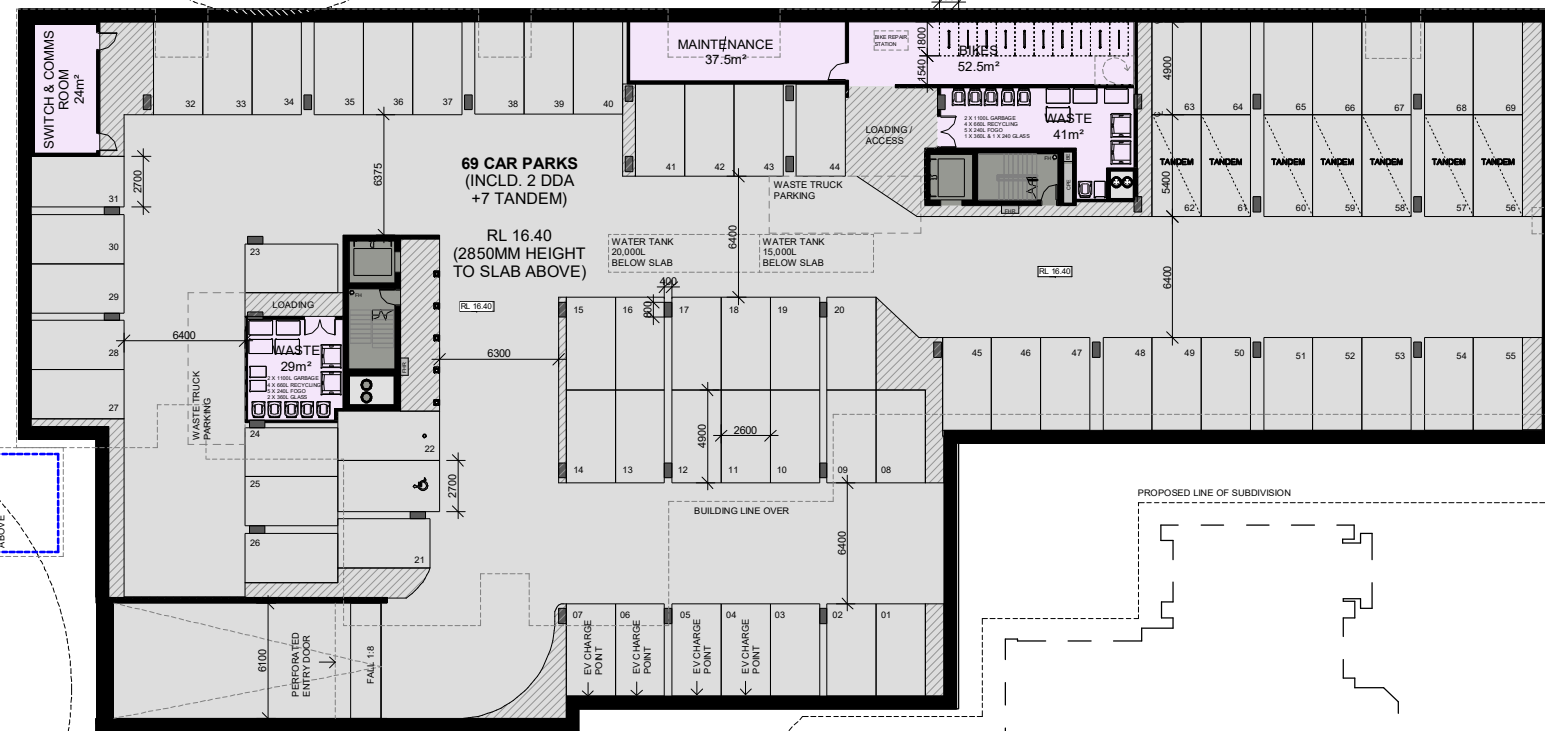 SWITCH & COMMS
ROOM
24m²
32
33
34
35
36
37
38
39
40
MAINTENANCE
37.5m²
BIKE REPAIR
STATION
1800
1540
BIKES
52.5m²
4900
63
64
65
66
67
68
69
2 X 1100L GARBAGE
4 X 660L RECYCLING
5 X 240L FOGO
1 X 360L & 1 X 240 GLASS
WASTE
41m²
LOADING /
ACCESS
FH
CPE
FHR
TANDEM
TANDEM
TANDEM
TANDEM
TANDEM
TANDEM
TANDEM
5400
62
61
60
59
58
57
56
41
42
43
44
69 CAR PARKS
(INCLD. 2 DDA
+7 TANDEM)
RL 16.40
(2850MM HEIGHT
TO SLAB ABOVE)
6375
2700
31
30
29
28
27
WASTE TRUCK
PARKING
WATER TANK
20,000L
BELOW SLAB
6400
WATER TANK
15,000L
BELOW SLAB
RL 16.40
6400
23
LOADING
FH
FHR
RL 16.40
400
800
15
16
17
18
19
20
6400
6300
WASTE
29m²
2 X 1100L GARBAGE
4 X 660L RECYCLING
5 X 240L FOGO
2 X 360L GLASS
WASTE TRUCK
PARKING
45
46
47
48
49
50
51
52
53
54
55
24
22
25
2700
26
21
4900
2600
14
13
12
11
10
09
08
BUILDING LINE OVER
6400
PROPOSED LINE OF SUBDIVISION
ABOVE
6100
PERFORATED
ENTRY DOOR
FALL 1:8
07
06
05
04
03
02
01
EV CHARGE
POINT
EV CHARGE
POINT
EV CHARGE
POINT
EV CHARGE
POINT